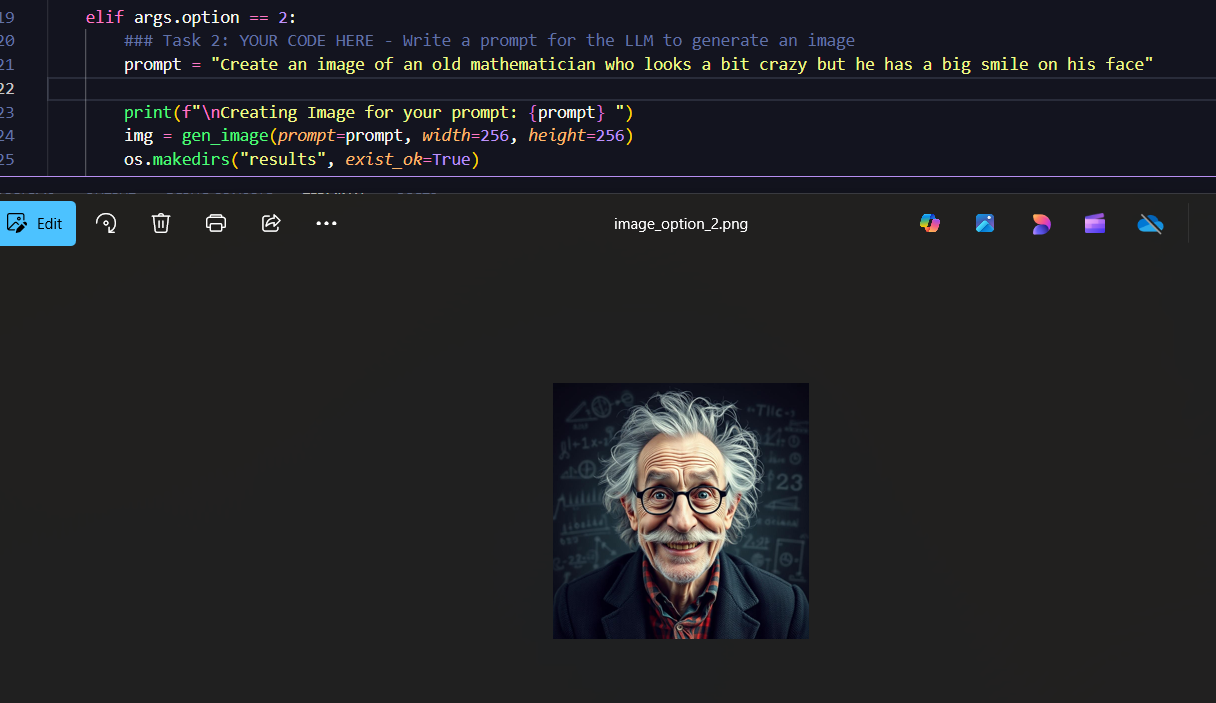 19 elif args.option == 2:
20 ### Task 2: YOUR CODE HERE - Write a prompt for the LLM to generate an image
21 prompt = "Create an image of an old mathematician who looks a bit crazy but he has a big smile on his face"
22
23 print(f"\nCreating Image for your prompt: {prompt} ")
24 img = gen_image(prompt=prompt, width=256, height=256)
25 os.makedirs("results", exist_ok=True)
Edit
image_option_2.png
23